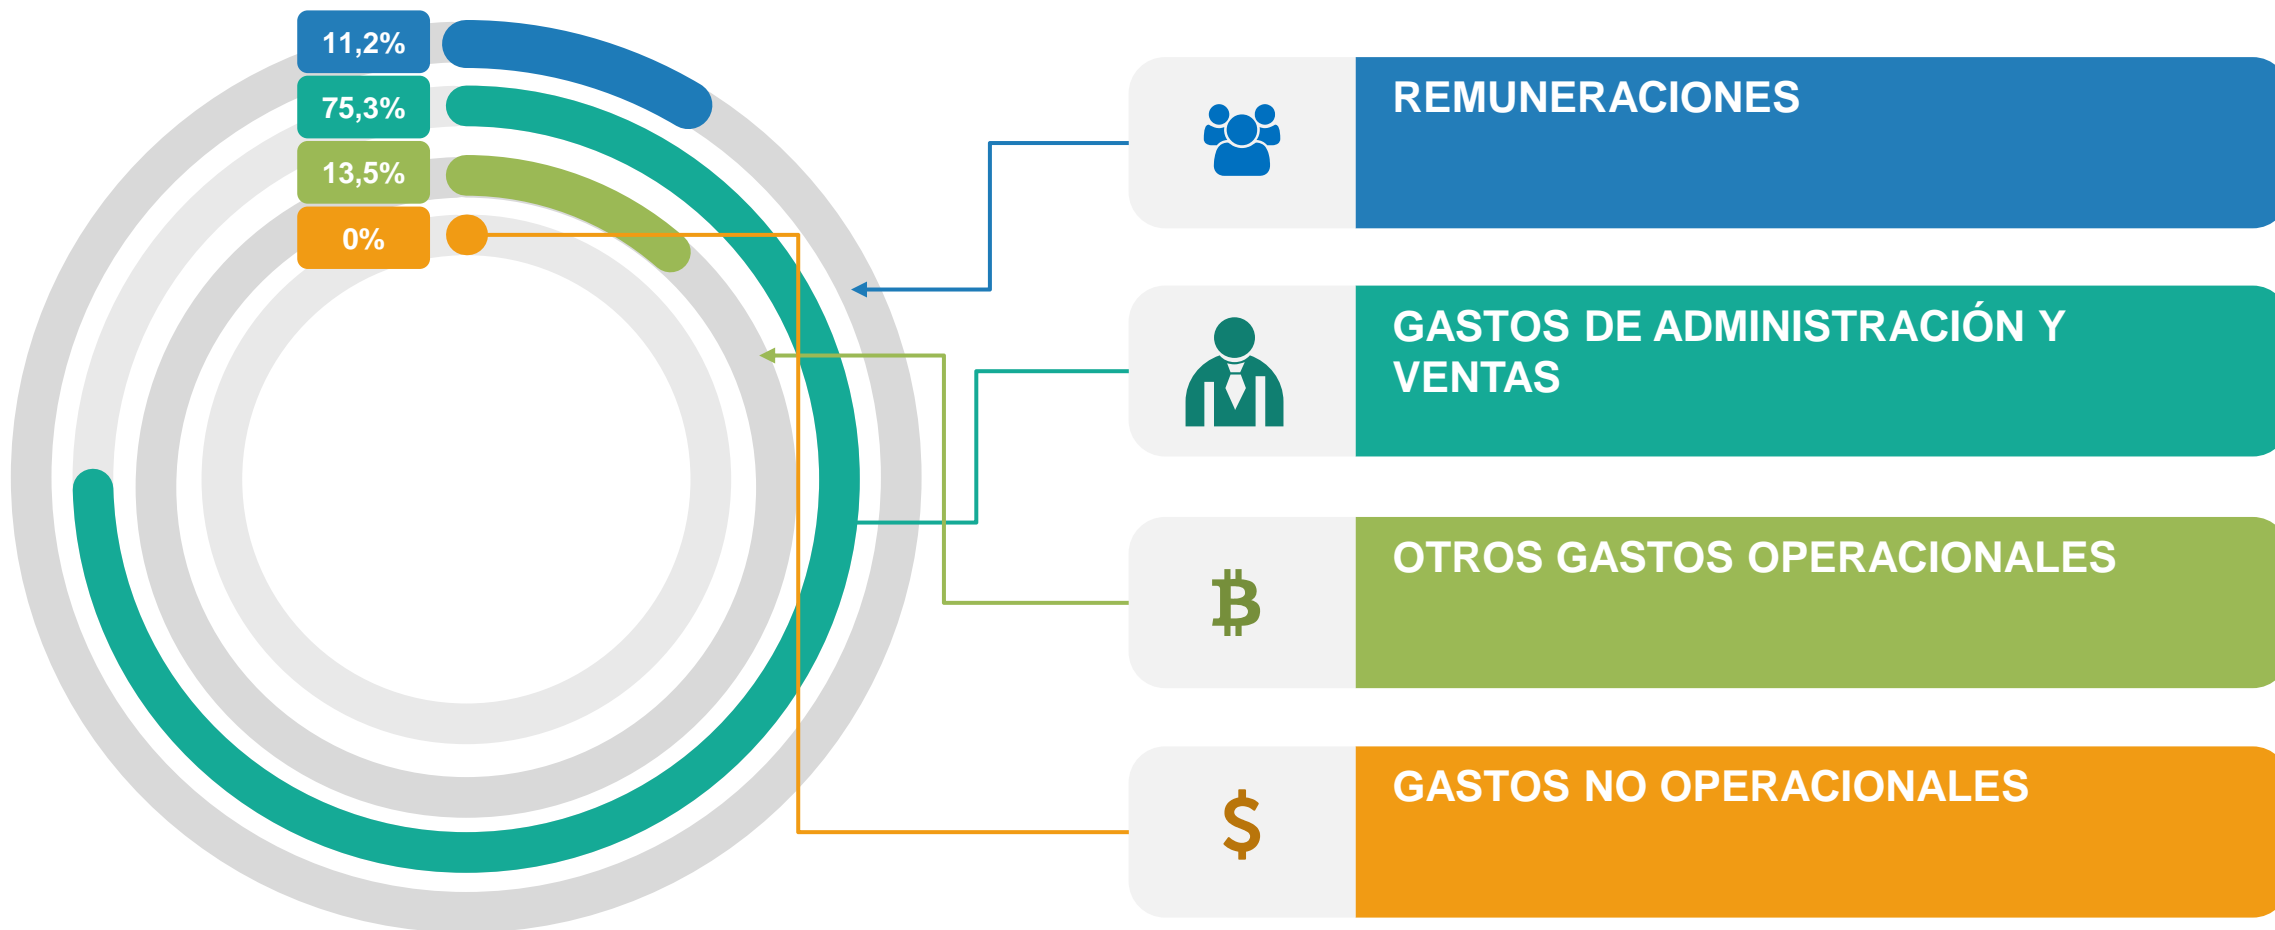 11,2%
75,3%
13,5%
0%
REMUNERACIONES
GASTOS DE ADMINISTRACIÓN Y
VENTAS
OTROS GASTOS OPERACIONALES
GASTOS NO OPERACIONALES